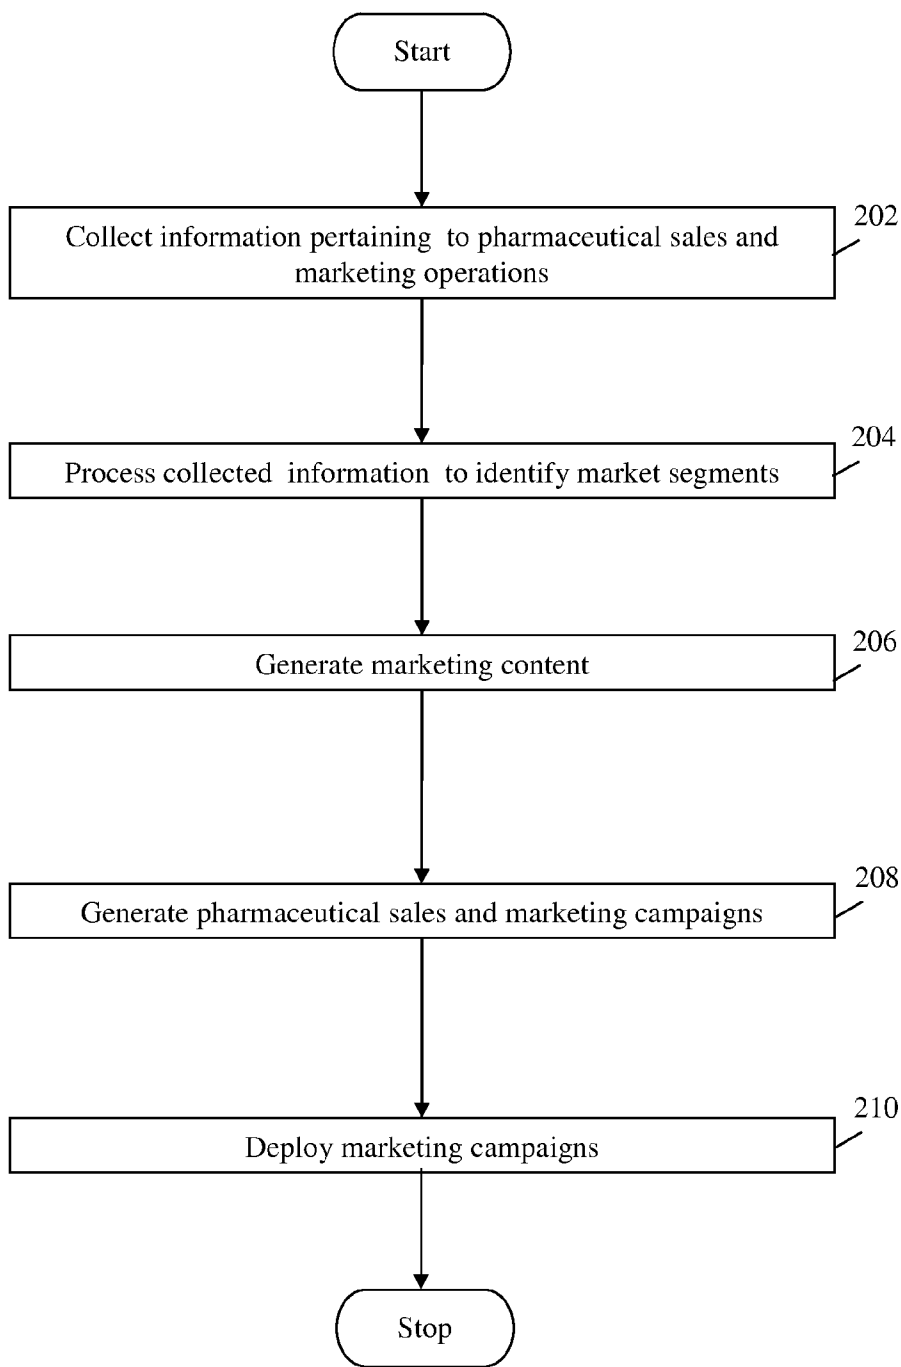 Start
202
Collect information pertaining to pharmaceutical sales and
marketing operations
204
Process collected information to identify market segments
206
Generate marketing content
208
Generate pharmaceutical sales and marketing campaigns
210
Deploy marketing campaigns
Stop